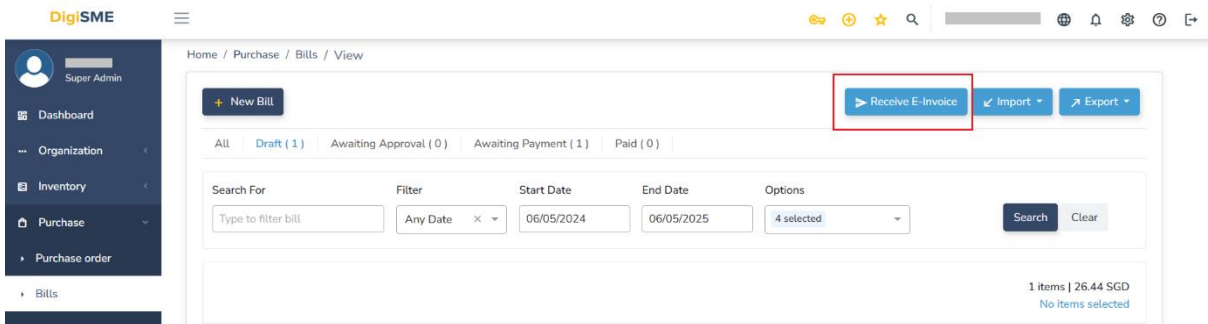 DigiSME
Super Admin
Dashboard
Organization
Inventory
Purchase
Purchase order
Bills
Home / Purchase / Bills / View
+ New Bill
Receive E-Invoice
Import
Export
All Draft ( 1 ) Awaiting Approval ( 0 ) Awaiting Payment ( 1 ) Paid ( 0 )
Search For Filter Start Date End Date Options
Type to filter bill Any Date × 06/05/2024 06/05/2025 4 selected Search Clear
1 items | 26.44 SGD
No items selected